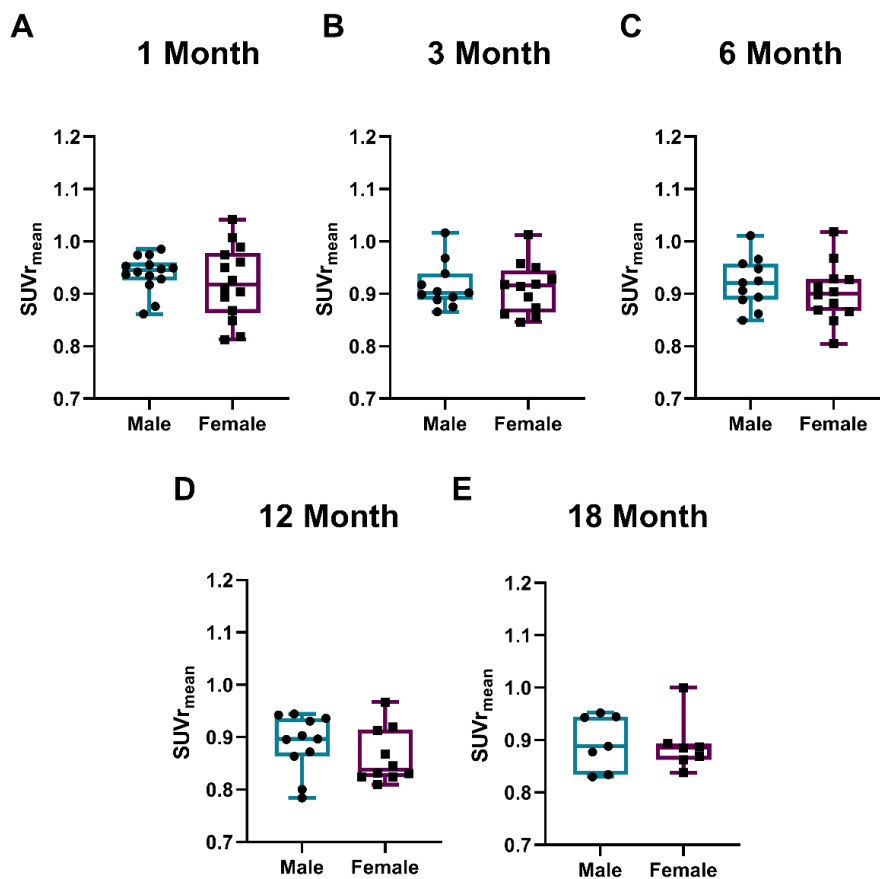 A
1 Month
SUVrmean
1.2
1.1
1.0
0.9
0.8
0.7
Male Female
B
3 Month
SUVrmean
1.2
1.1
1.0
0.9
0.8
0.7
Male Female
C
6 Month
SUVrmean
1.2
1.1
1.0
0.9
0.8
0.7
Male Female
D
12 Month
SUVrmean
1.2
1.1
1.0
0.9
0.8
0.7
Male Female
E
18 Month
SUVrmean
1.2
1.1
1.0
0.9
0.8
0.7
Male Female